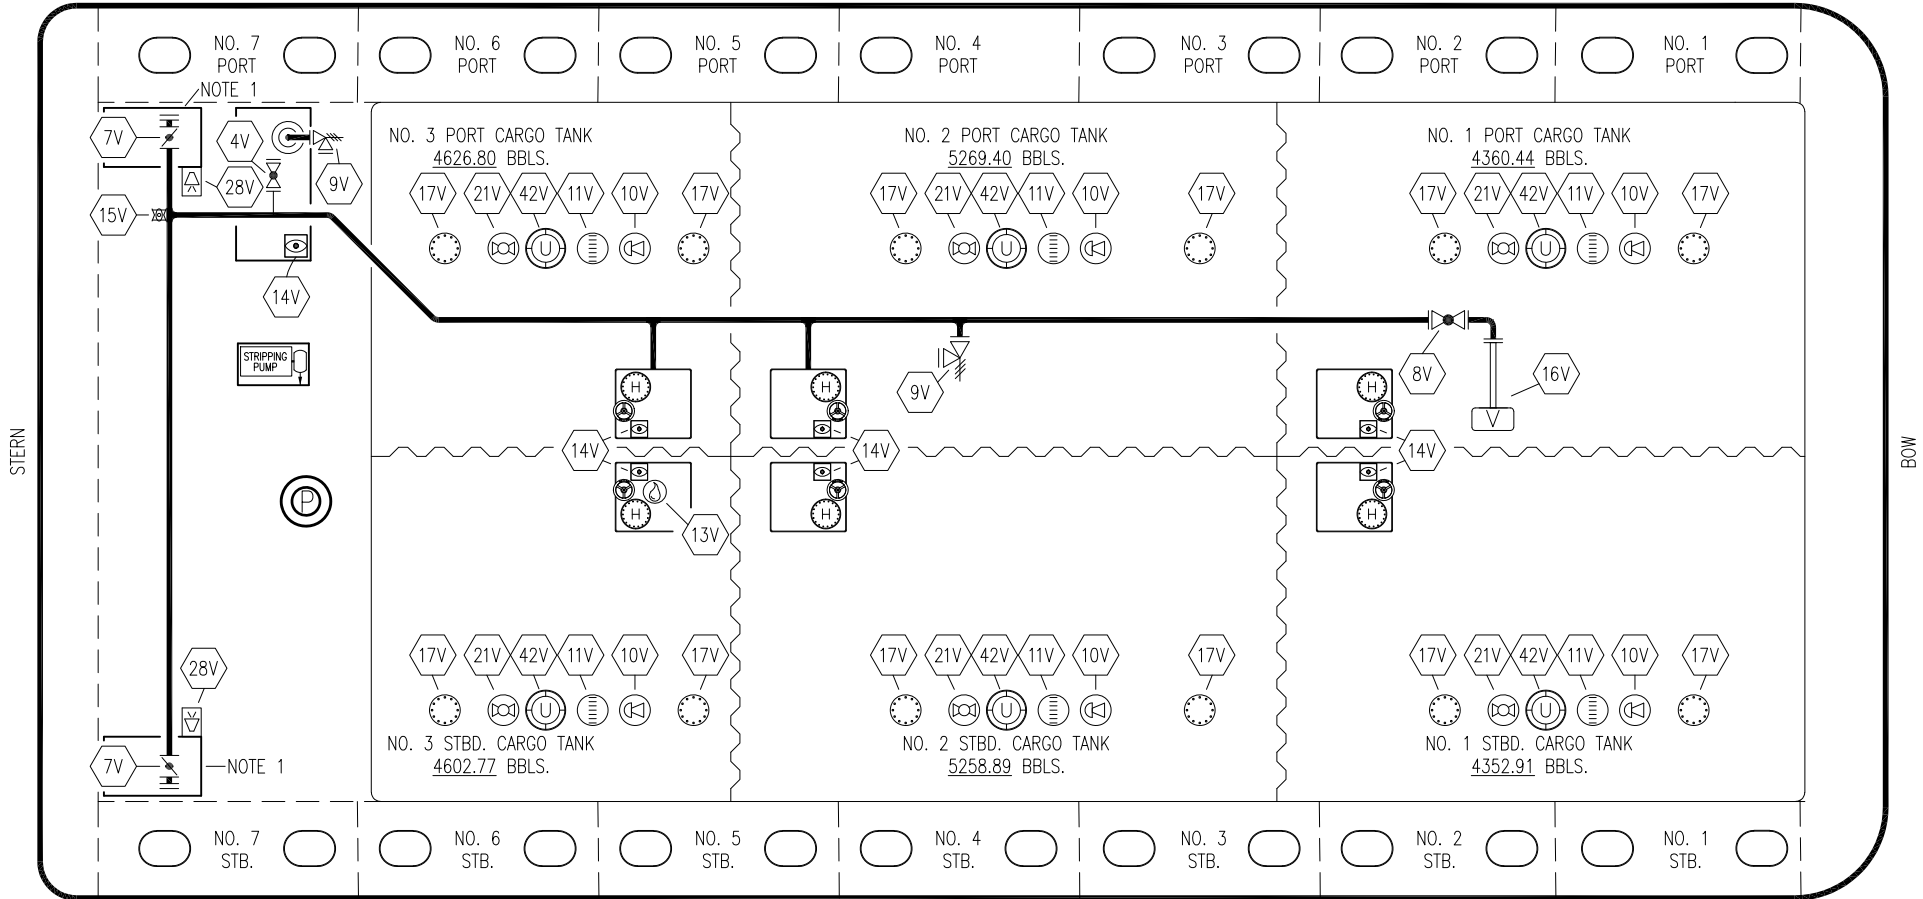 NO. 7
PORT
NO. 6
PORT
NO. 5
PORT
NO. 4
PORT
NO. 3
PORT
NO. 2
PORT
NO. 1
PORT
NOTE 1
7V
4V
28V
9V
15V
14V
NO. 3 PORT CARGO TANK
4626.80 BBLS.
17V 21V 42V 11V 10V 17V
U
NO. 2 PORT CARGO TANK
5269.40 BBLS.
17V 21V 42V 11V 10V 17V
U
NO. 1 PORT CARGO TANK
4360.44 BBLS.
17V 21V 42V 11V 10V 17V
U
STRIPPING
PUMP
H
H
9V
H
8V
16V
V
STERN
14V
14V
14V
BOW
P
H
13V
H
H
28V
7V
NOTE 1
17V 21V 42V 11V 10V 17V
U
NO. 3 STBD. CARGO TANK
4602.77 BBLS.
17V 21V 42V 11V 10V 17V
U
NO. 2 STBD. CARGO TANK
5258.89 BBLS.
17V 21V 42V 11V 10V 17V
U
NO. 1 STBD. CARGO TANK
4352.91 BBLS.
NO. 7
STB.
NO. 6
STB.
NO. 5
STB.
NO. 4
STB.
NO. 3
STB.
NO. 2
STB.
NO. 1
STB.